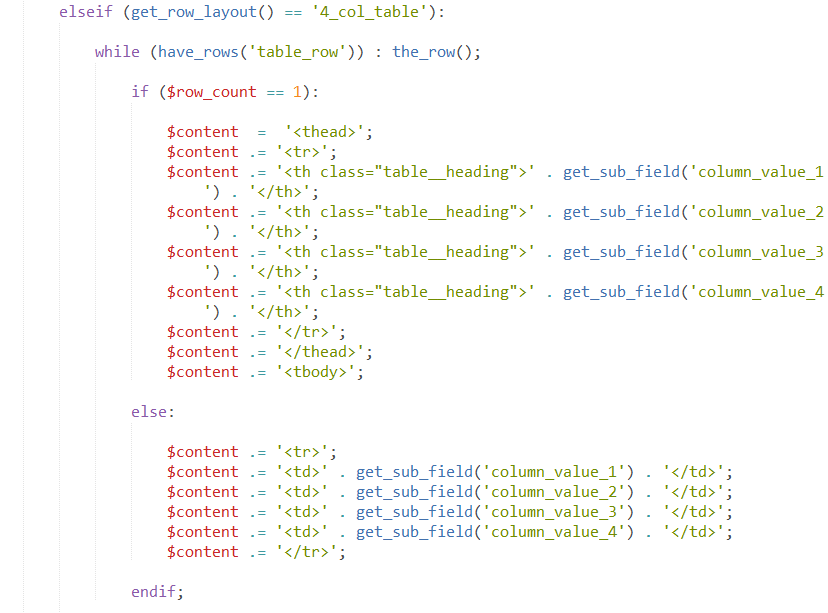 elseif (get_row_layout() == '4_col_table'):
while (have_rows('table_row')) : the_row();
if ($row_count == 1):
$content  =  '<thead>';
$content .= '<tr>';
$content .= '<th class="table__heading">' . get_sub_field('column_value_1
') . '</th>';
$content .= '<th class="table__heading">' . get_sub_field('column_value_2
') . '</th>';
$content .= '<th class="table__heading">' . get_sub_field('column_value_3
') . '</th>';
$content .= '<th class="table__heading">' . get_sub_field('column_value_4
') . '</th>';
$content .= '</tr>';
$content .= '</thead>';
$content .= '<tbody>';
else:
$content .= '<tr>';
$content .= '<td>' . get_sub_field('column_value_1') . '</td>';
$content .= '<td>' . get_sub_field('column_value_2') . '</td>';
$content .= '<td>' . get_sub_field('column_value_3') . '</td>';
$content .= '<td>' . get_sub_field('column_value_4') . '</td>';
$content .= '</tr>';
endif;